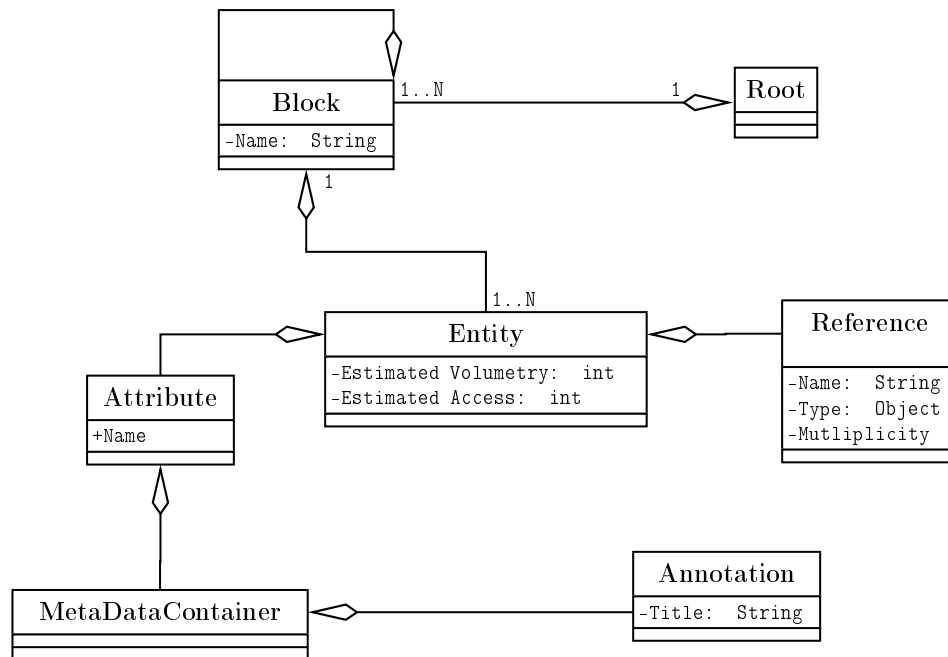 1..N
1
Root
Block
-Name: String
1
1..N
Entity
-Estimated Volumetry: int
-Estimated Access: int
Reference
-Name: String
-Type: Object
-Mutliplicity
Attribute
+Name
Annotation
-Title: String
MetaDataContainer